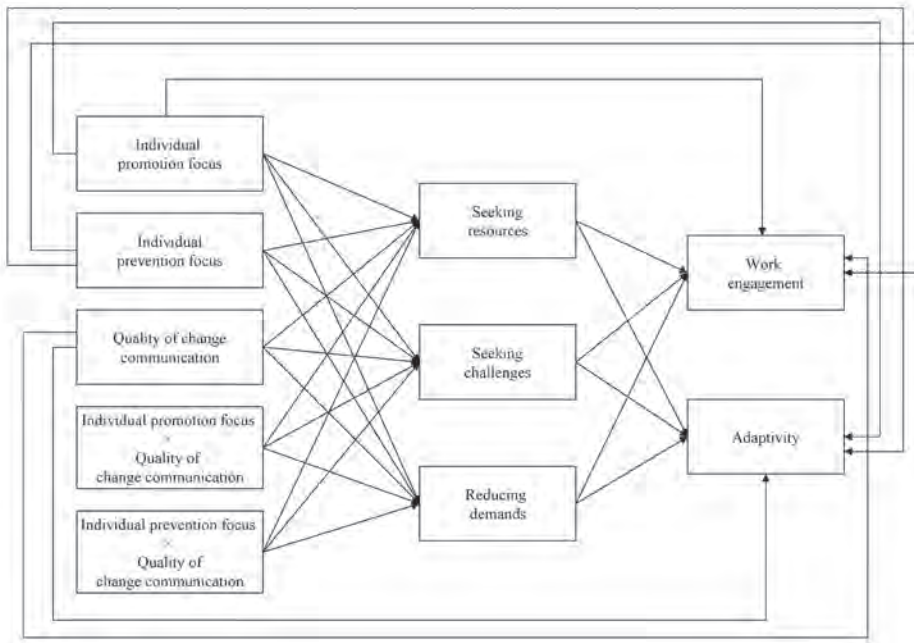 Individual
promotion focus
Individual
prevention focus
Quality of change
communication
Individual promotion focus
×
Quality of
change communication
Individual prevention focus
×
Quality of
change communication
Seeking
resources
Seeking
challenges
Reducing
demands
Work
engagement
Adaptivity